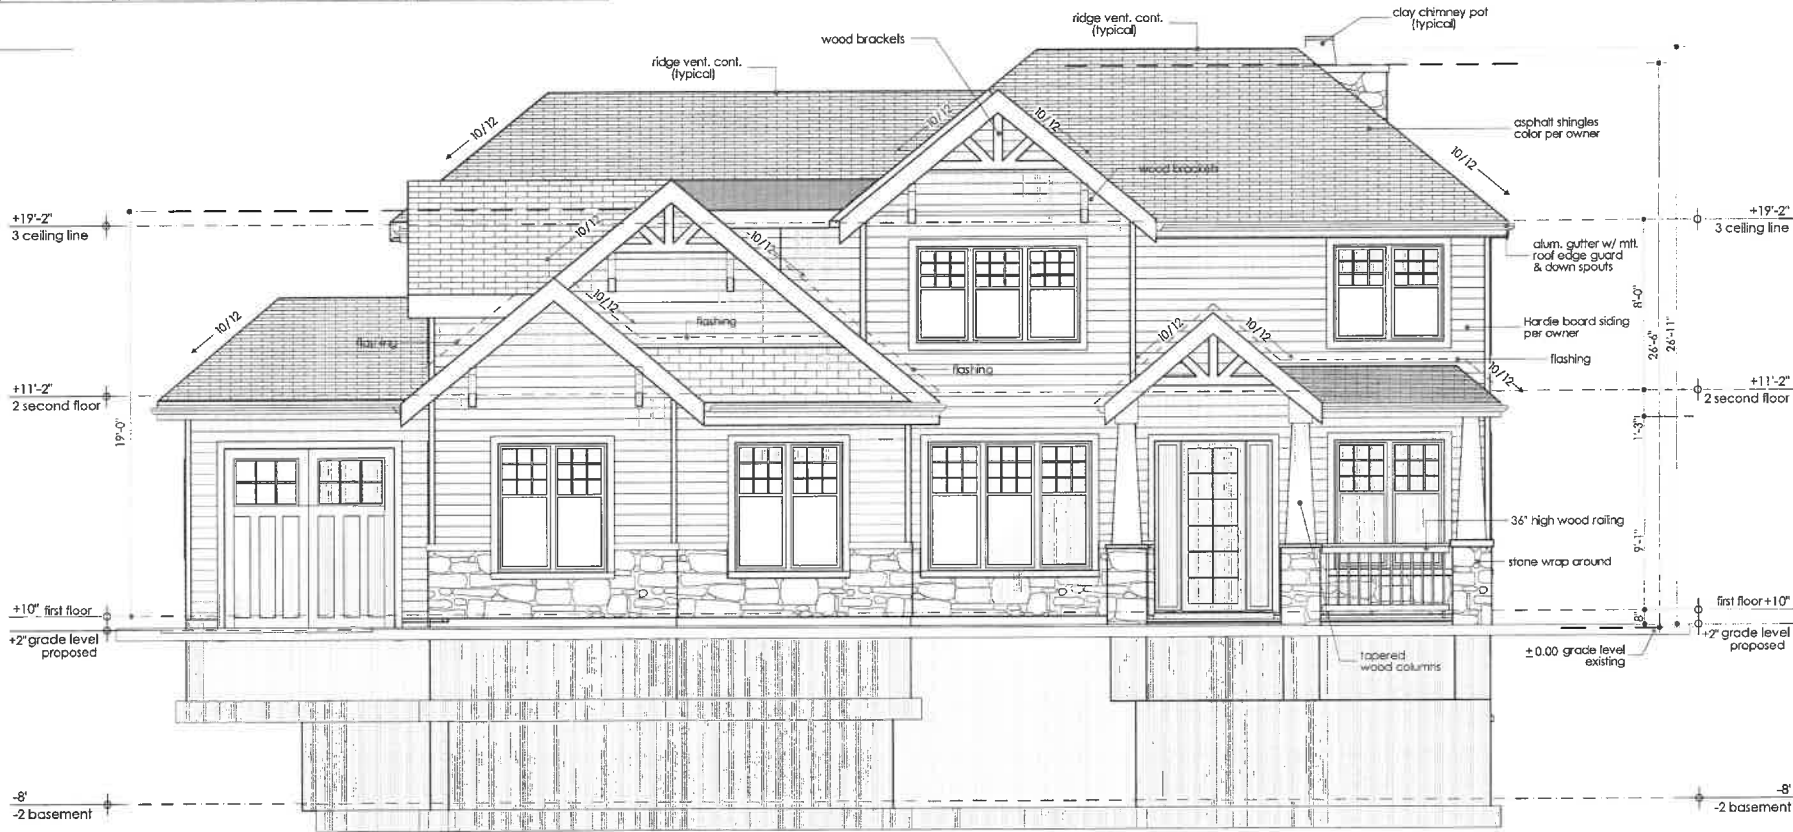 clay chimney pot
(typical)
ridge vent. cont.
(typical)
wood brackets
ridge vent. cont.
(typical)
10/12
10/12
10/12
asphalt shingles
color per owner
10/12
10/12
wood brackets
+19'-2"
3 ceiling line
+19'-2"
3 ceiling line
10/12
10/12
alum. gutter w/ mtl.
roof edge guard
& down spouts
8'-0"
10/12
10/12
Hardie board siding
per owner
26'-6"
26'-11"
flashing
flashing
10/12
10/12
flashing
flashing
10/12
+11'-2"
2 second floor
+11'-2"
2 second floor
19'-0"
1'-3"
36" high wood railing
9'-1"
stone wrap around
+10" first floor
first floor +10"
8"
+2" grade level
proposed
+2" grade level
proposed
±0.00 grade level
existing
tapered
wood columns
-8'
-2 basement
-8'
-2 basement